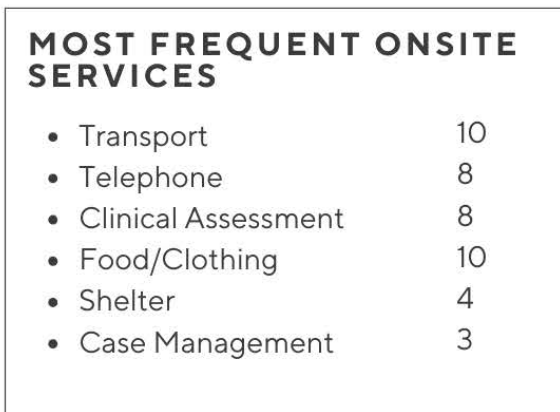 MOST FREQUENT ONSITE
SERVICES
• Transport 10
• Telephone 8
• Clinical Assessment 8
• Food/Clothing 10
• Shelter 4
• Case Management 3